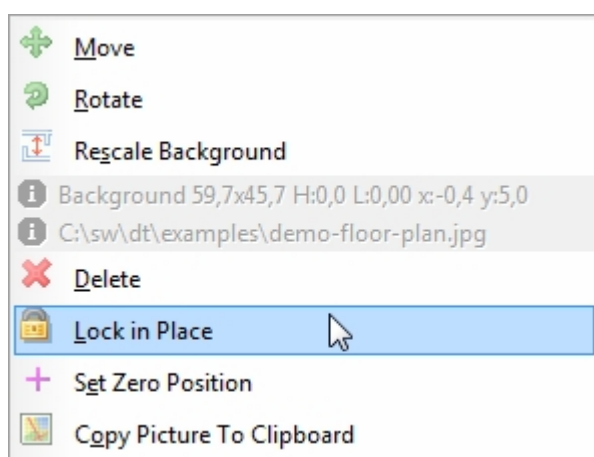 Move
Rotate
Rescale Background
Background 59,7x45,7 H:0,0 L:0,00 x:-0,4 y:5,0
C:\sw\dt\examples\demo-floor-plan.jpg
Delete
Lock in Place
Set Zero Position
Copy Picture To Clipboard